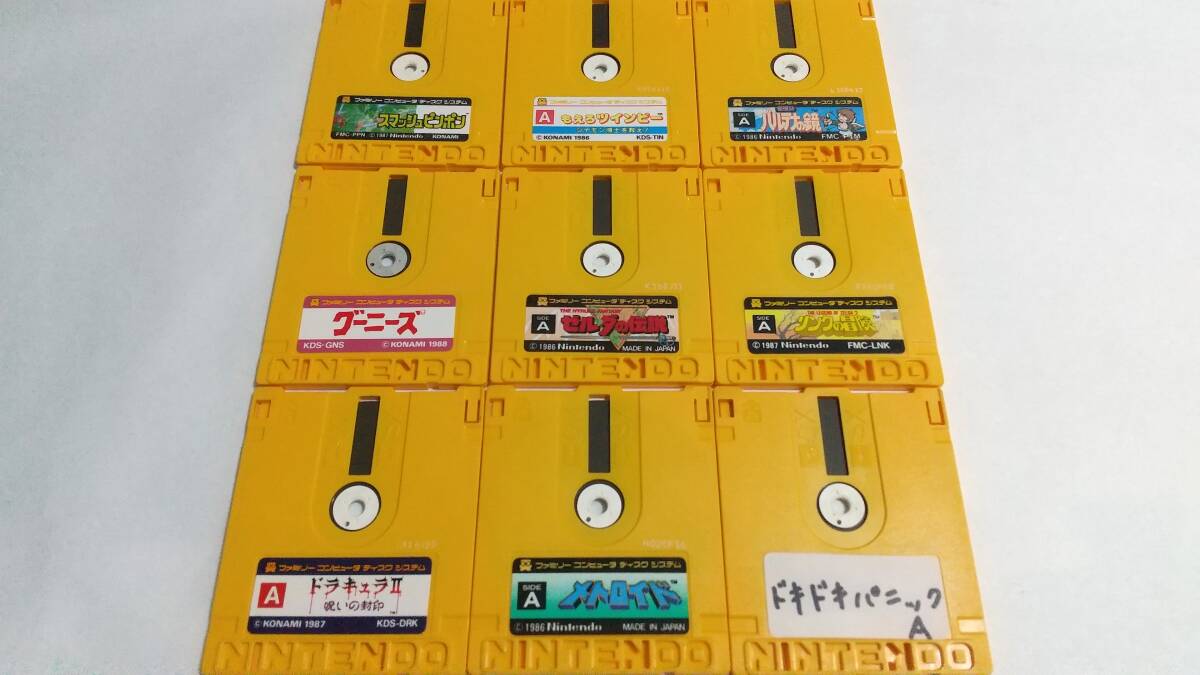 ファミリー コンピュータ ディスク システム
スマッシュピンポン
FMC-PPN © 1987 Nintendo KONAMI
NINTENDO
ファミリー コンピュータ ディスク システム
A もえろツインビー
シナモン博士を救え!
© KONAMI 1986 KDS-TIN
NINTENDO
ファミリー コンピュータ ディスク システム
SIDE A パルテナの鏡™
© 1986 Nintendo
NINTENDO
ファミリー コンピュータ ディスク システム
グーニーズ
KDS-GNS © KONAMI 1988
NINTENDO
ファミリー コンピュータ ディスク システム
THE HYRULE FANTASY
SIDE A ゼルダの伝説™
© 1986 Nintendo MADE IN JAPAN
NINTENDO
ファミリー コンピュータ ディスク システム
THE LEGEND OF ZELDA 2
SIDE A リンクの冒険™
© 1987 Nintendo FMC-LNK
NINTENDO
ファミリー コンピュータ ディスク システム
A ドラキュラII
呪いの封印™
© KONAMI 1987 KDS-DRK
NINTENDO
ファミリー コンピュータ ディスク システム
SIDE A メトロイド™
© 1986 Nintendo MADE IN JAPAN
NINTENDO
ドキドキパニック
A
NINTENDO